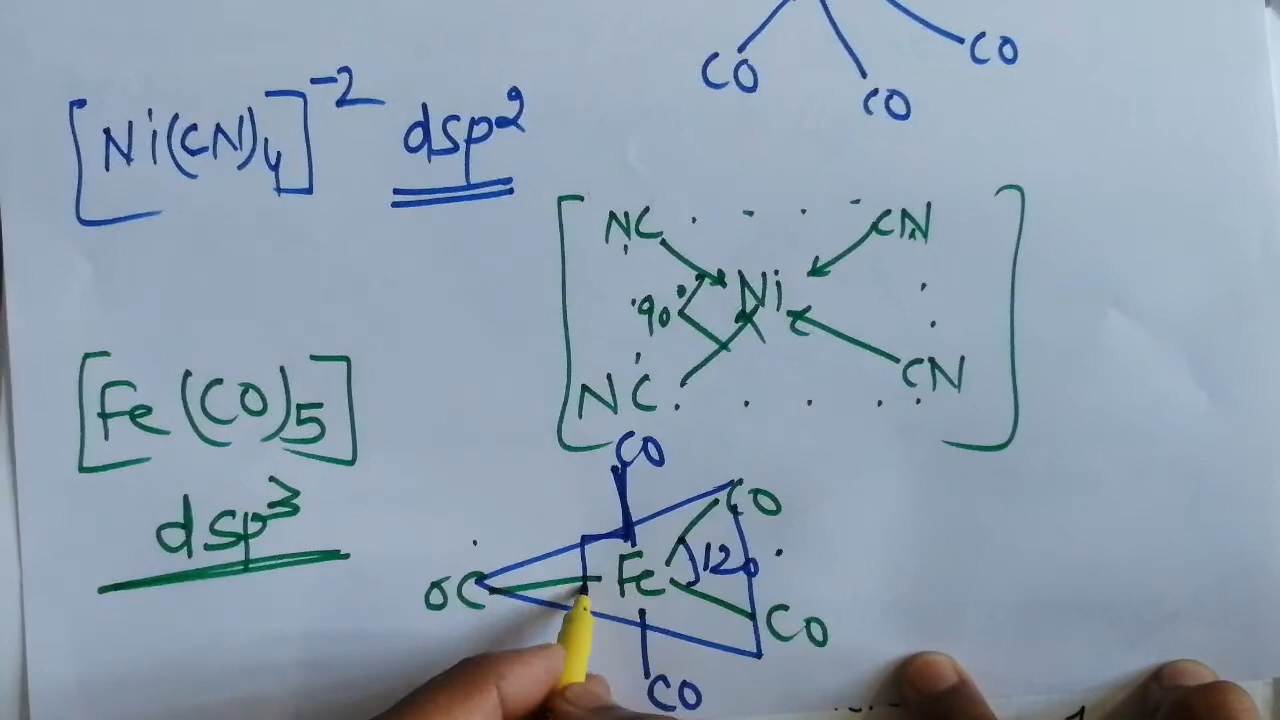 CO CO
CO
[Ni(CN)4]-2 dsp2
NC CN
Ni
90°
NC CN
[Fe(CO)5]
dsp3
CO
CO
Fe 120
OC
CO
CO